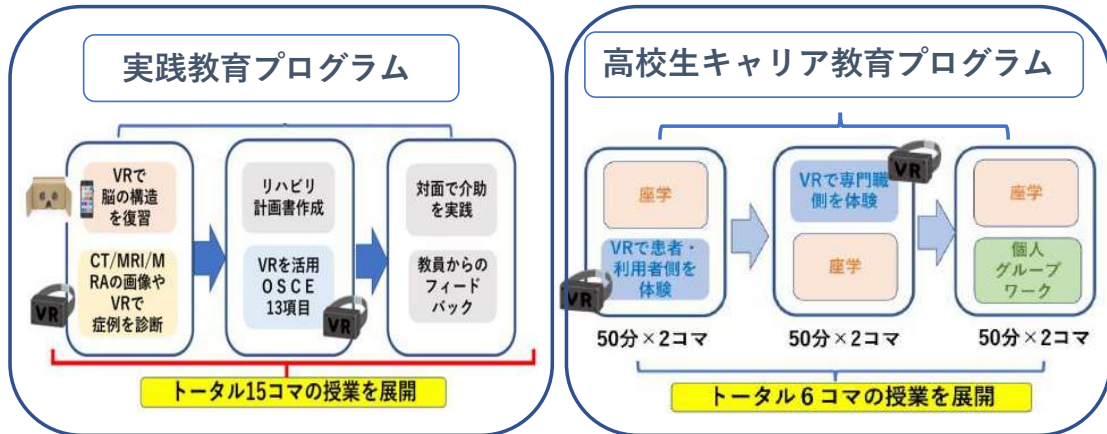 実践教育プログラム
VRで
脳の構造
を復習
CT/MRI/M
RAの画像や
VRで
症例を診断
VR
リハビリ
計画書作成
VRを活用
OSCE
13項目
VR
対面で介助
を実践
教員からの
フィード
バック
トータル15コマの授業を展開
高校生キャリア教育プログラム
座学
VRで患者・
利用者側を
体験
VR
50分×2コマ
VRで専門職
側を体験
VR
座学
50分×2コマ
座学
個人
グループ
ワーク
50分×2コマ
トータル6コマの授業を展開